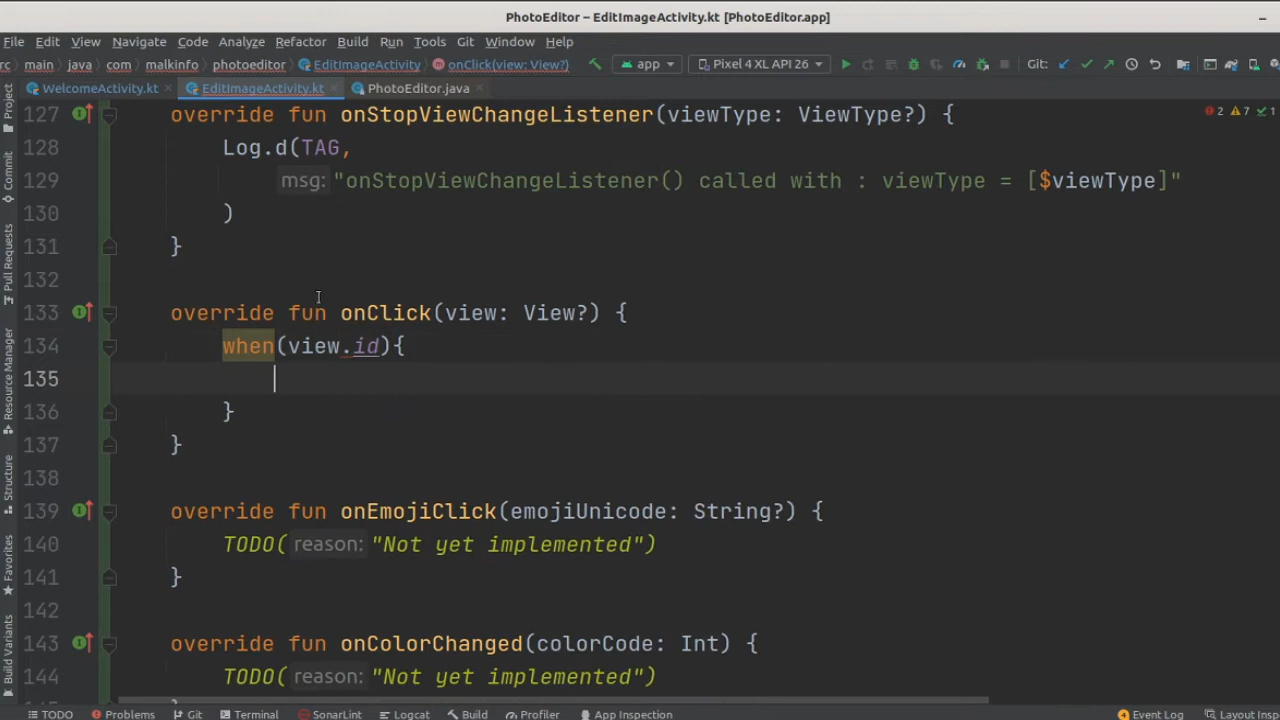 PhotoEditor – EditImageActivity.kt [PhotoEditor.app]
File Edit View Navigate Code Analyze Refactor Build Run Tools Git Window Help
rc main java com malkinfo photoeditor EditImageActivity onClick(view: View?) app Pixel 4 XL API 26 Git:
WelcomeActivity.kt EditImageActivity.kt PhotoEditor.java
127 override fun onStopViewChangeListener(viewType: ViewType?) { 2 7 1
128 Log.d(TAG,
129 msg: "onStopViewChangeListener() called with : viewType = [$viewType]"
130 )
131 }
132
133 override fun onClick(view: View?) {
134 when(view.id){
135
136 }
137 }
138
139 override fun onEmojiClick(emojiUnicode: String?) {
140 TODO( reason: "Not yet implemented")
141 }
142
143 override fun onColorChanged(colorCode: Int) {
144 TODO( reason: "Not yet implemented")
Project
Commit
Pull Requests
Resource Manager
Structure
Favorites
Build Variants
TODO Problems Git Terminal SonarLint Logcat Build Profiler App Inspection 4 Event Log Layout Insp